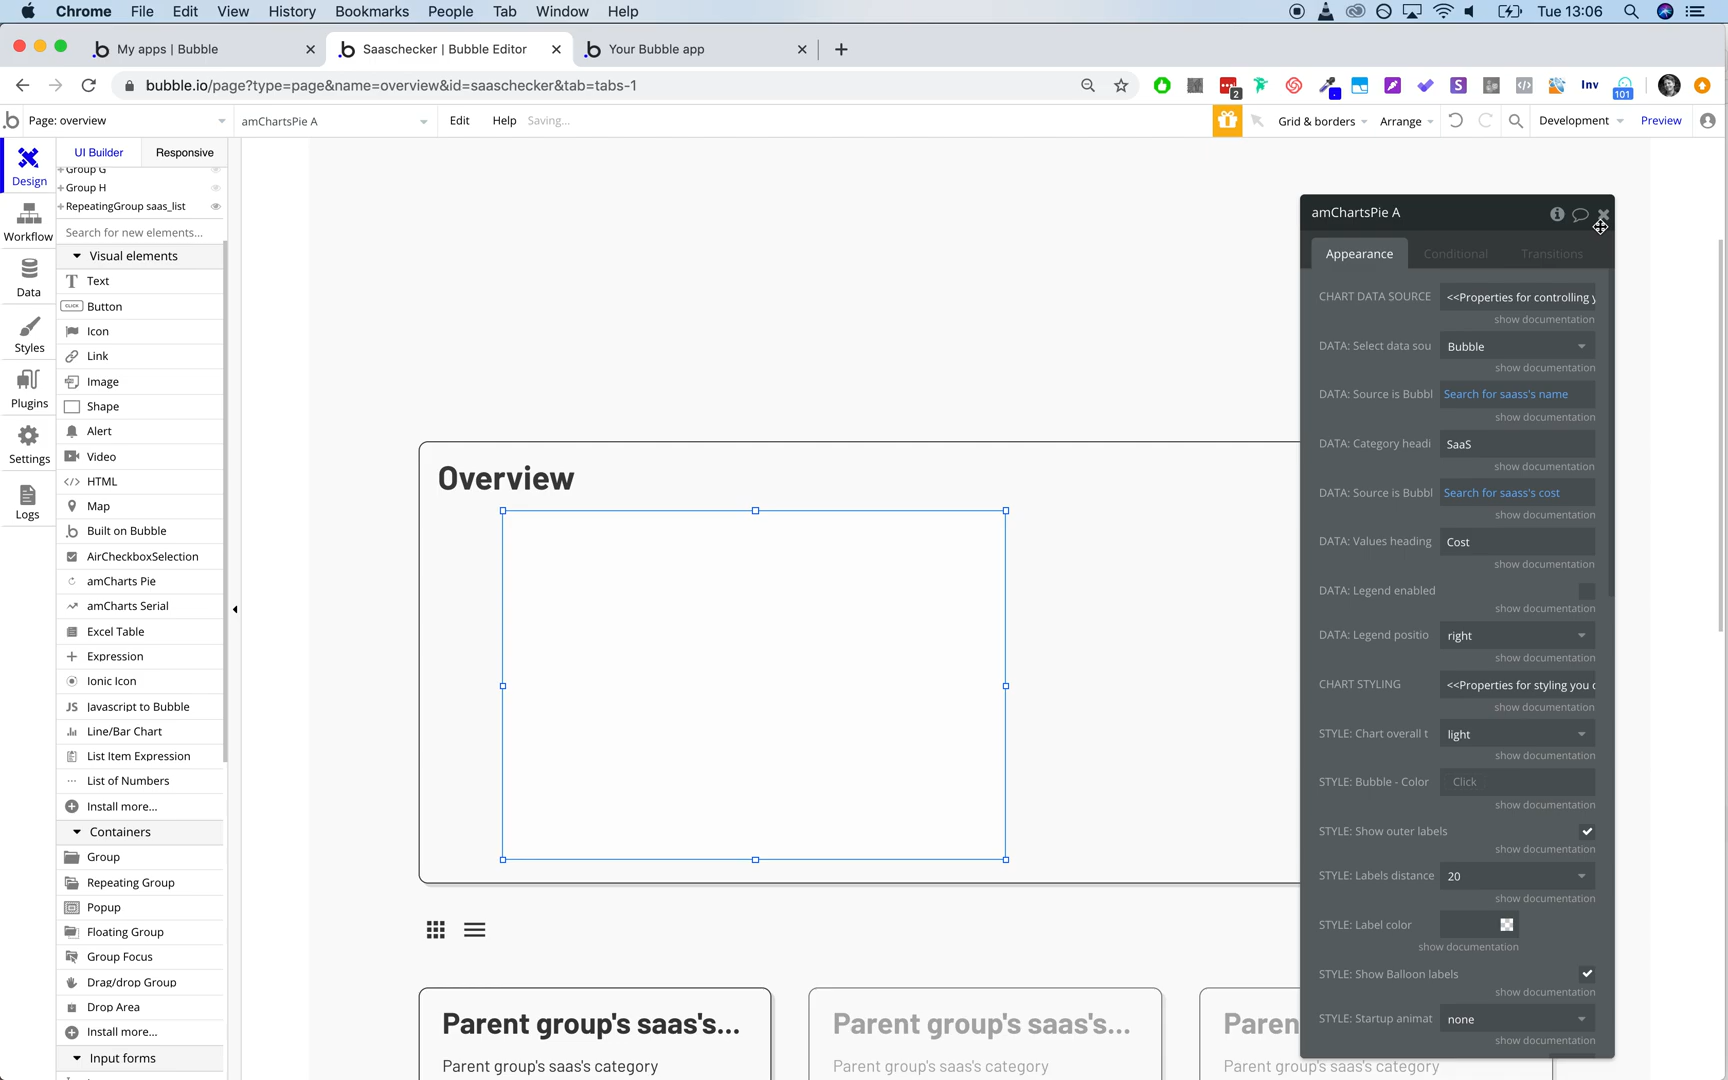 Chrome File Edit View History Bookmarks People Tab Window Help Tue 13:06
My apps | Bubble Saaschecker | Bubble Editor Your Bubble app
bubble.io/page?type=page&name=overview&id=saaschecker&tab=tabs-1 2 Inv 101
Page: overview amChartsPie A Edit Help Saving... Grid & borders Arrange Development Preview
UI Builder Responsive
Design
Workflow
Data
Styles
Plugins
Settings
Logs
Group G
Group H
RepeatingGroup saas_list
Search for new elements...
Visual elements
Text
CLICK Button
Icon
Link
Image
Shape
Alert
Video
HTML
Map
Built on Bubble
AirCheckboxSelection
amCharts Pie
amCharts Serial
Excel Table
Expression
Ionic Icon
JS Javascript to Bubble
Line/Bar Chart
List Item Expression
List of Numbers
Install more...
Containers
Group
Repeating Group
Popup
Floating Group
Group Focus
Drag/drop Group
Drop Area
Install more...
Input forms
Overview
Parent group's saas's...
Parent group's saas's category
Parent group's saas's...
Parent group's saas's category
Paren
Parent group's saas's category
amChartsPie A
Appearance Conditional Transitions
CHART DATA SOURCE <<Properties for controlling y
show documentation
DATA: Select data sou Bubble
show documentation
DATA: Source is Bubbl Search for saass's name
show documentation
DATA: Category headi SaaS
show documentation
DATA: Source is Bubbl Search for saass's cost
show documentation
DATA: Values heading Cost
show documentation
DATA: Legend enabled
show documentation
DATA: Legend positio right
show documentation
CHART STYLING <<Properties for styling you c
show documentation
STYLE: Chart overall t light
show documentation
STYLE: Bubble - Color Click
show documentation
STYLE: Show outer labels
show documentation
STYLE: Labels distance 20
show documentation
STYLE: Label color
show documentation
STYLE: Show Balloon labels
show documentation
STYLE: Startup animat none
show documentation